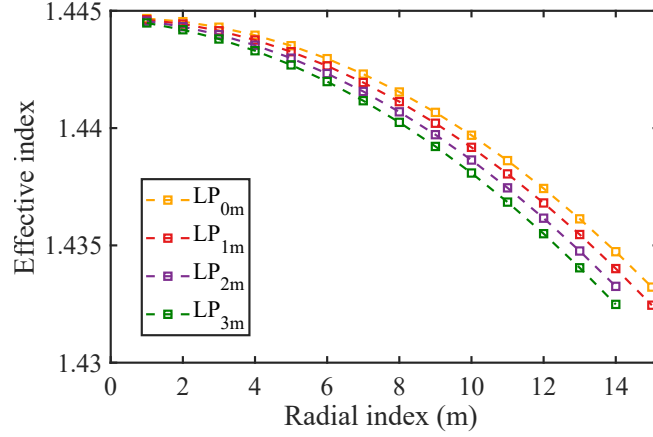 1.445
1.44
1.435
1.43
Effective index
LP0m
LP1m
LP2m
LP3m
0 2 4 6 8 10 12 14
Radial index (m)